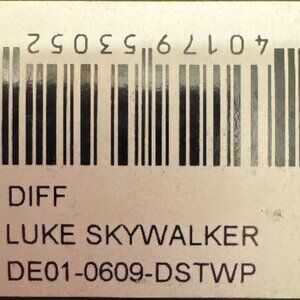 40179 53052
DIFF
LUKE SKYWALKER
DE01-0609-DSTWP